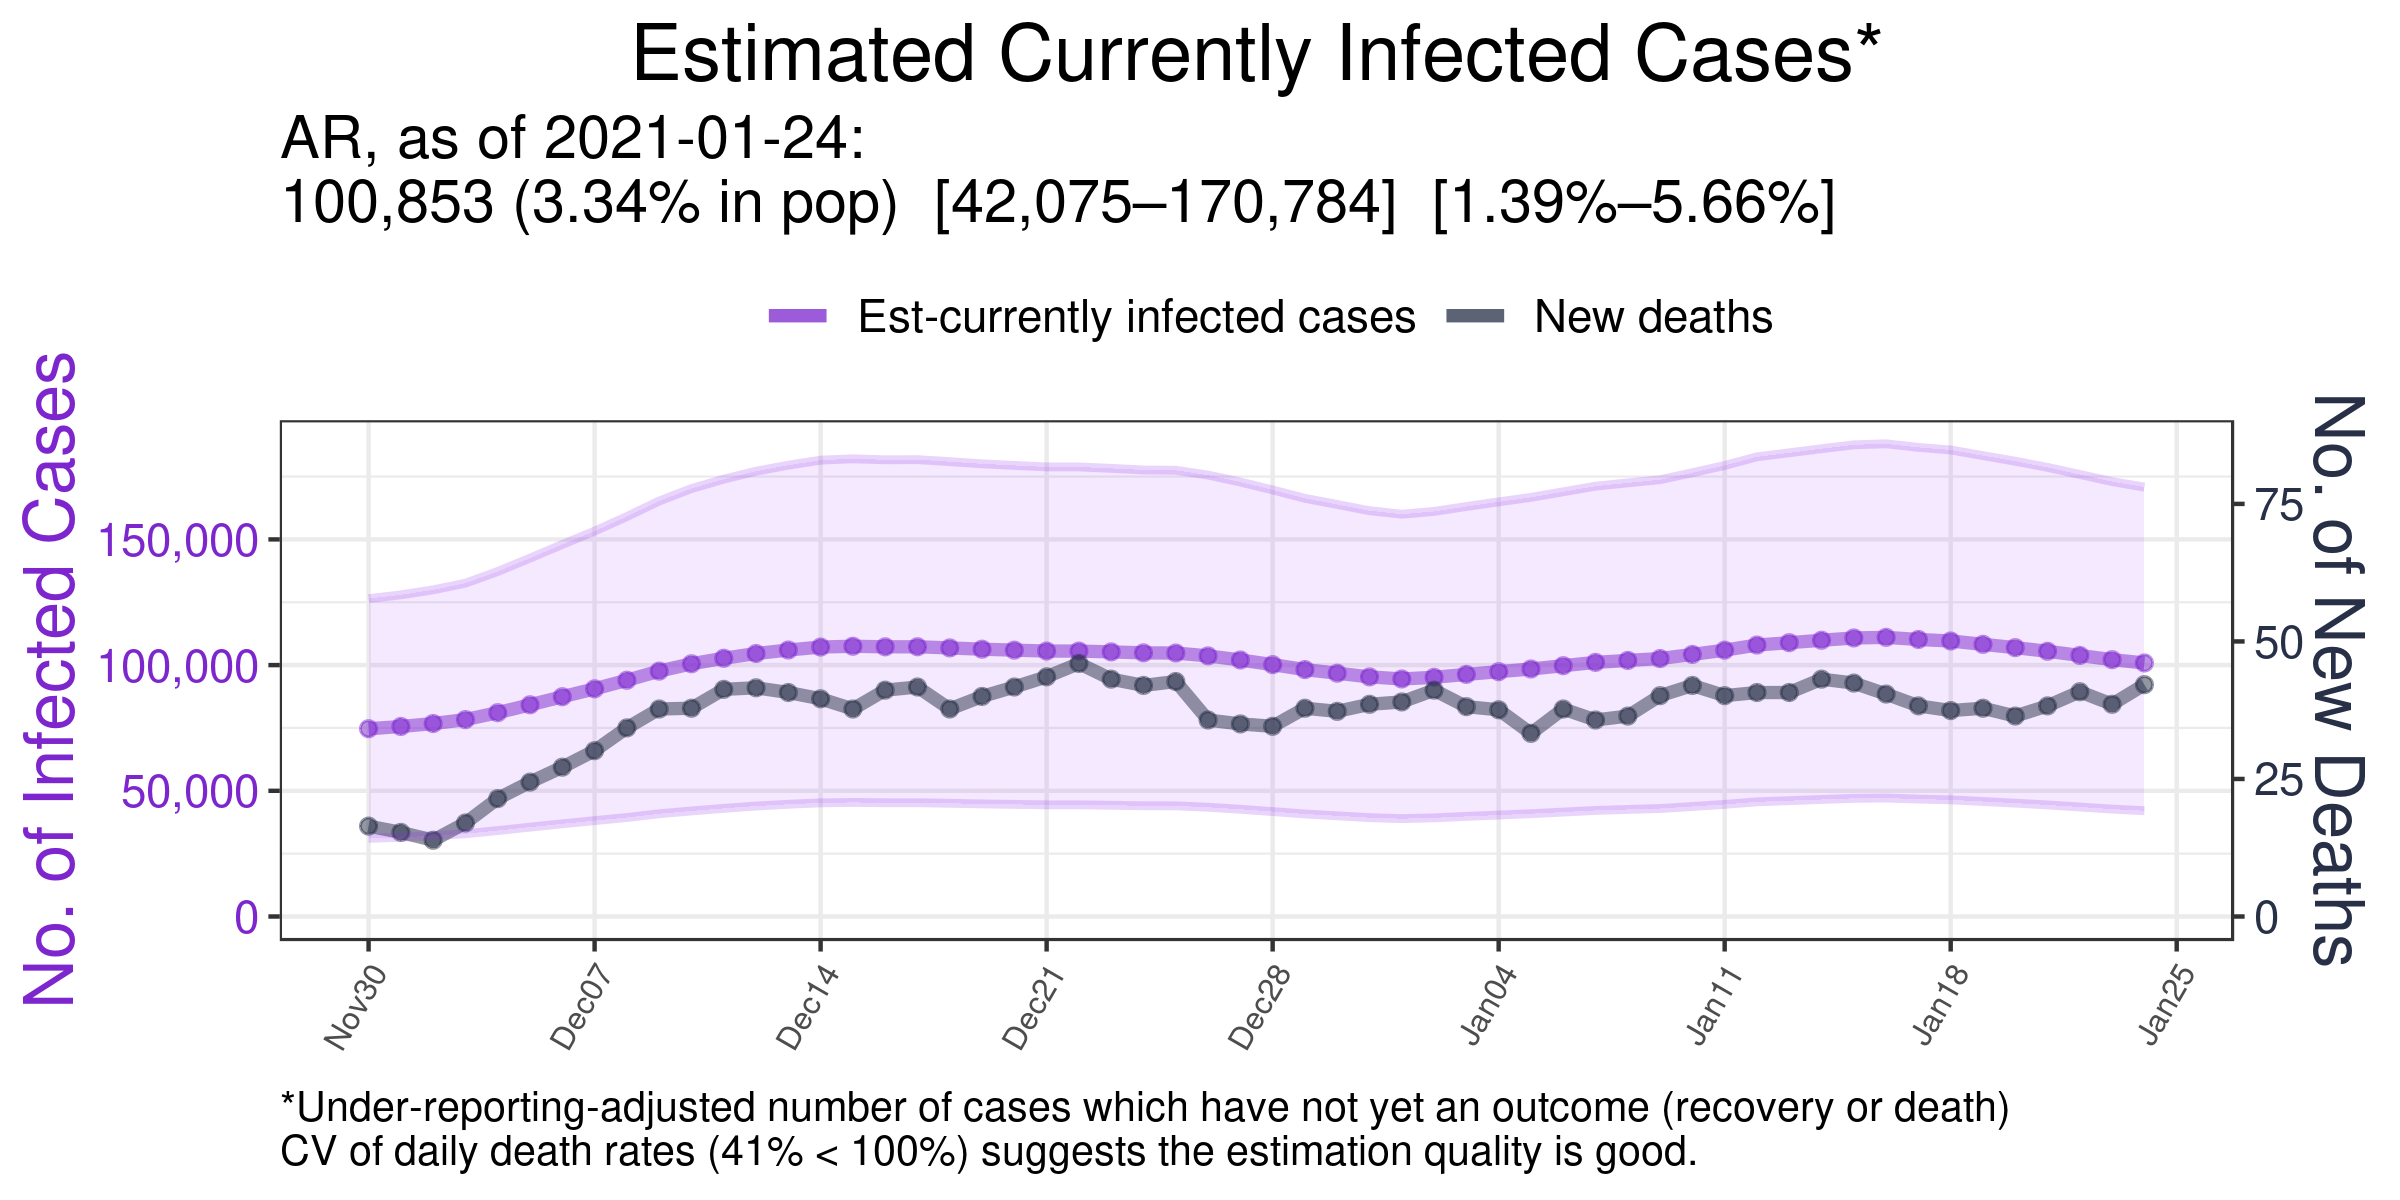 Estimated Currently Infected Cases*
AR, as of 2021-01-24:
100,853 (3.34% in pop)  [42,075–170,784]  [1.39%–5.66%]
Est-currently infected cases
New deaths
No. of Infected Cases
150,000
100,000
50,000
0
75
50
25
0
No. of New Deaths
Nov30
Dec07
Dec14
Dec21
Dec28
Jan04
Jan11
Jan18
Jan25
*Under-reporting-adjusted number of cases which have not yet an outcome (recovery or death)
CV of daily death rates (41% < 100%) suggests the estimation quality is good.